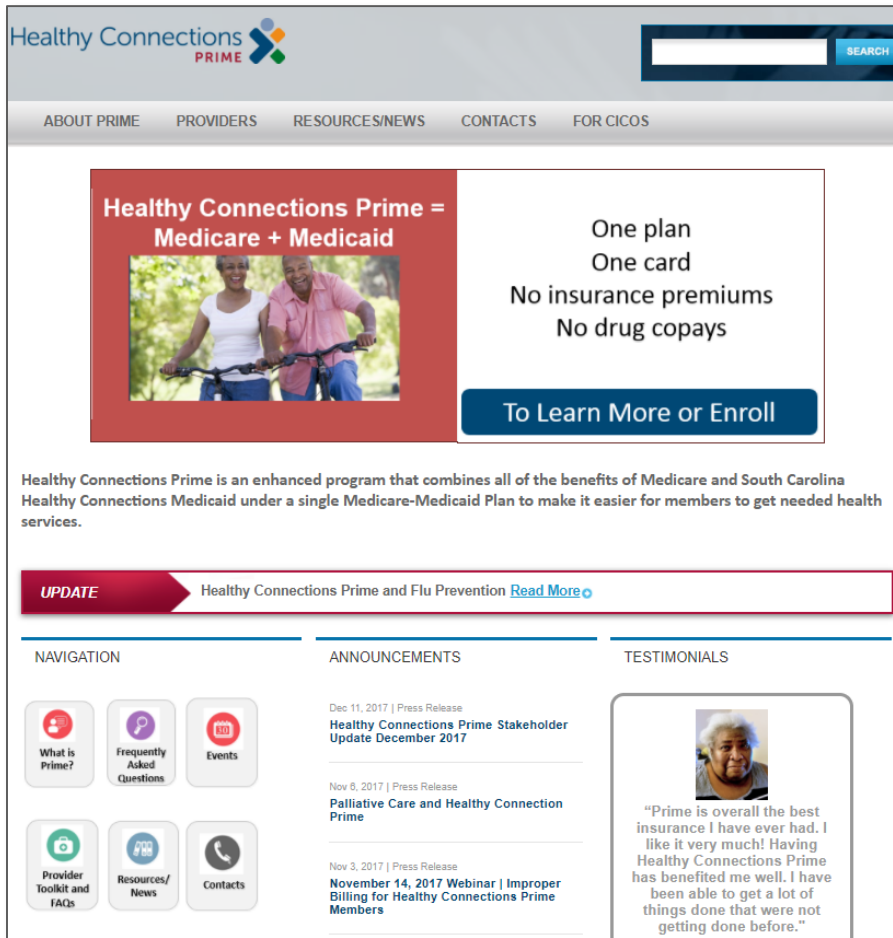 Healthy Connections
PRIME
SEARCH
ABOUT PRIME
PROVIDERS
RESOURCES/NEWS
CONTACTS
FOR CICOS
Healthy Connections Prime =
Medicare + Medicaid
One plan
One card
No insurance premiums
No drug copays
To Learn More or Enroll
Healthy Connections Prime is an enhanced program that combines all of the benefits of Medicare and South Carolina
Healthy Connections Medicaid under a single Medicare-Medicaid Plan to make it easier for members to get needed health
services.
UPDATE
Healthy Connections Prime and Flu Prevention Read More
NAVIGATION
What is
Prime?
Frequently
Asked
Questions
30
Events
Provider
Toolkit and
FAQs
Resources/
News
Contacts
ANNOUNCEMENTS
Dec 11, 2017 | Press Release
Healthy Connections Prime Stakeholder
Update December 2017
Nov 6, 2017 | Press Release
Palliative Care and Healthy Connection
Prime
Nov 3, 2017 | Press Release
November 14, 2017 Webinar | Improper
Billing for Healthy Connections Prime
Members
TESTIMONIALS
“Prime is overall the best
insurance I have ever had. I
like it very much! Having
Healthy Connections Prime
has benefited me well. I have
been able to get a lot of
things done that were not
getting done before."